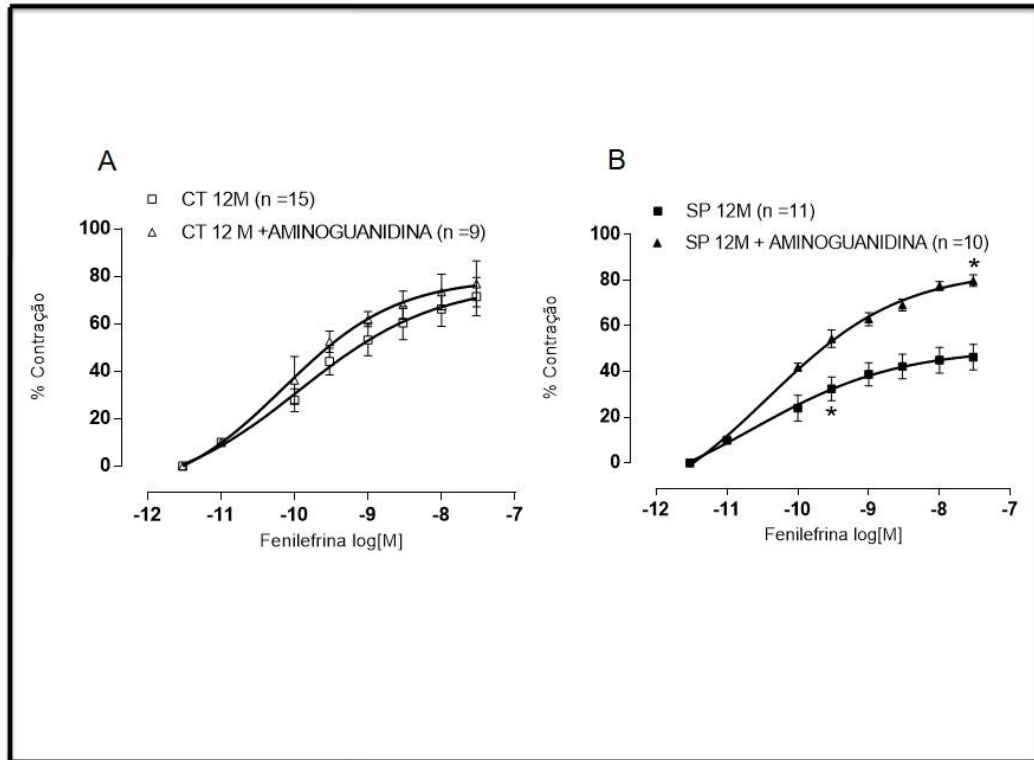 A
CT 12M (n =15)
CT 12 M +AMINOGUANIDINA (n =9)
100
80
60
40
20
0
% Contração
-12 -11 -10 -9 -8 -7
Fenilefrina log[M]
B
SP 12M (n =11)
SP 12M + AMINOGUANIDINA (n =10)
100
80
60
40
20
0
% Contração
*
*
-12 -11 -10 -9 -8 -7
Fenilefrina log[M]